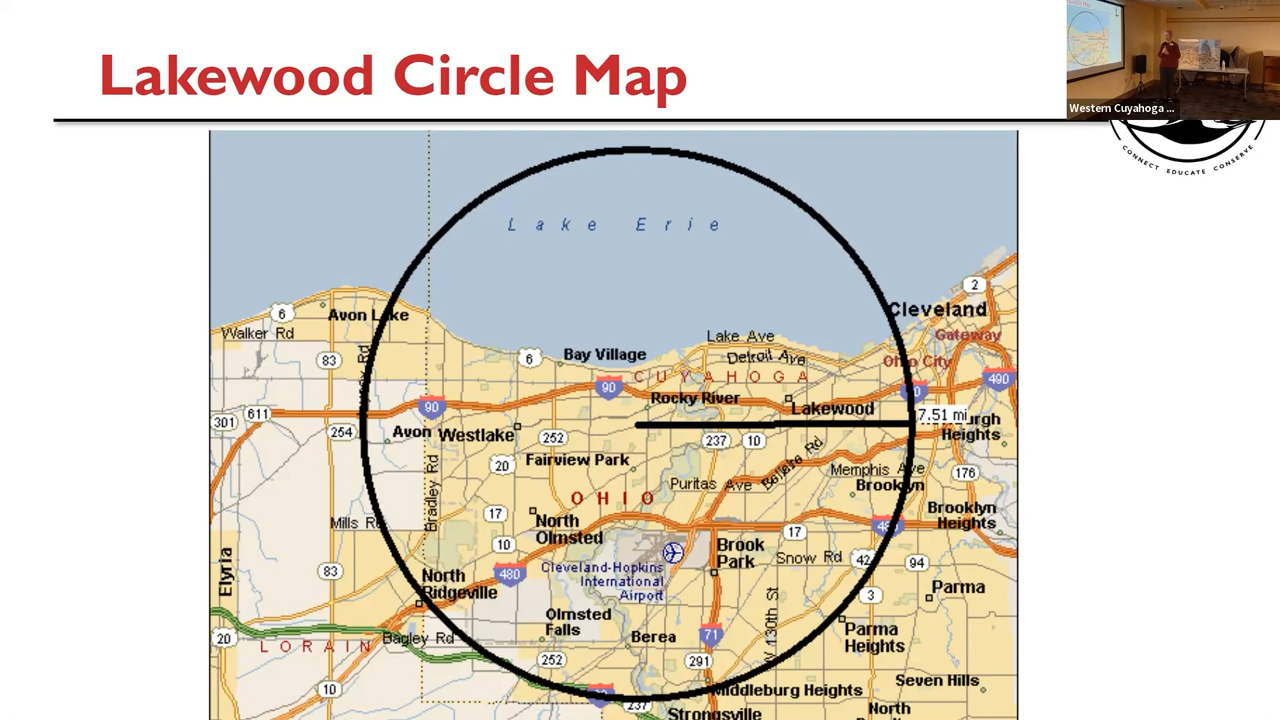 Lakewood Circle Map
Western Cuyahoga ...
CONNECT EDUCATE CONSERVE
Lake Erie
2
Cleveland
6
Avon Lake
Walker Rd
Lake Ave
Gateway
83
6
Bay Village
Detroit Ave
Ohio City
CUYAHOGA
90
490
Rocky River
90
Lakewood
611
301
7.51 mi
254
Avon
Westlake
252
237
10
Heights
20
Fairview Park
Bradley Rd
Puritas Ave
Bellaire Rd
Memphis Ave
176
Brooklyn
OHIO
17
North
Olmsted
Mills Rd
Brooklyn
Heights
17
10
Brook
Park
Snow Rd
42
94
Elyria
83
480
Cleveland-Hopkins
International
Airport
North
Ridgeville
3
Parma
Olmsted
Falls
W 130th St
20
LORAIN
Bagley Rd
Berea
71
Parma
Heights
252
291
10
Middleburg Heights
Seven Hills
237
Strongsville
North